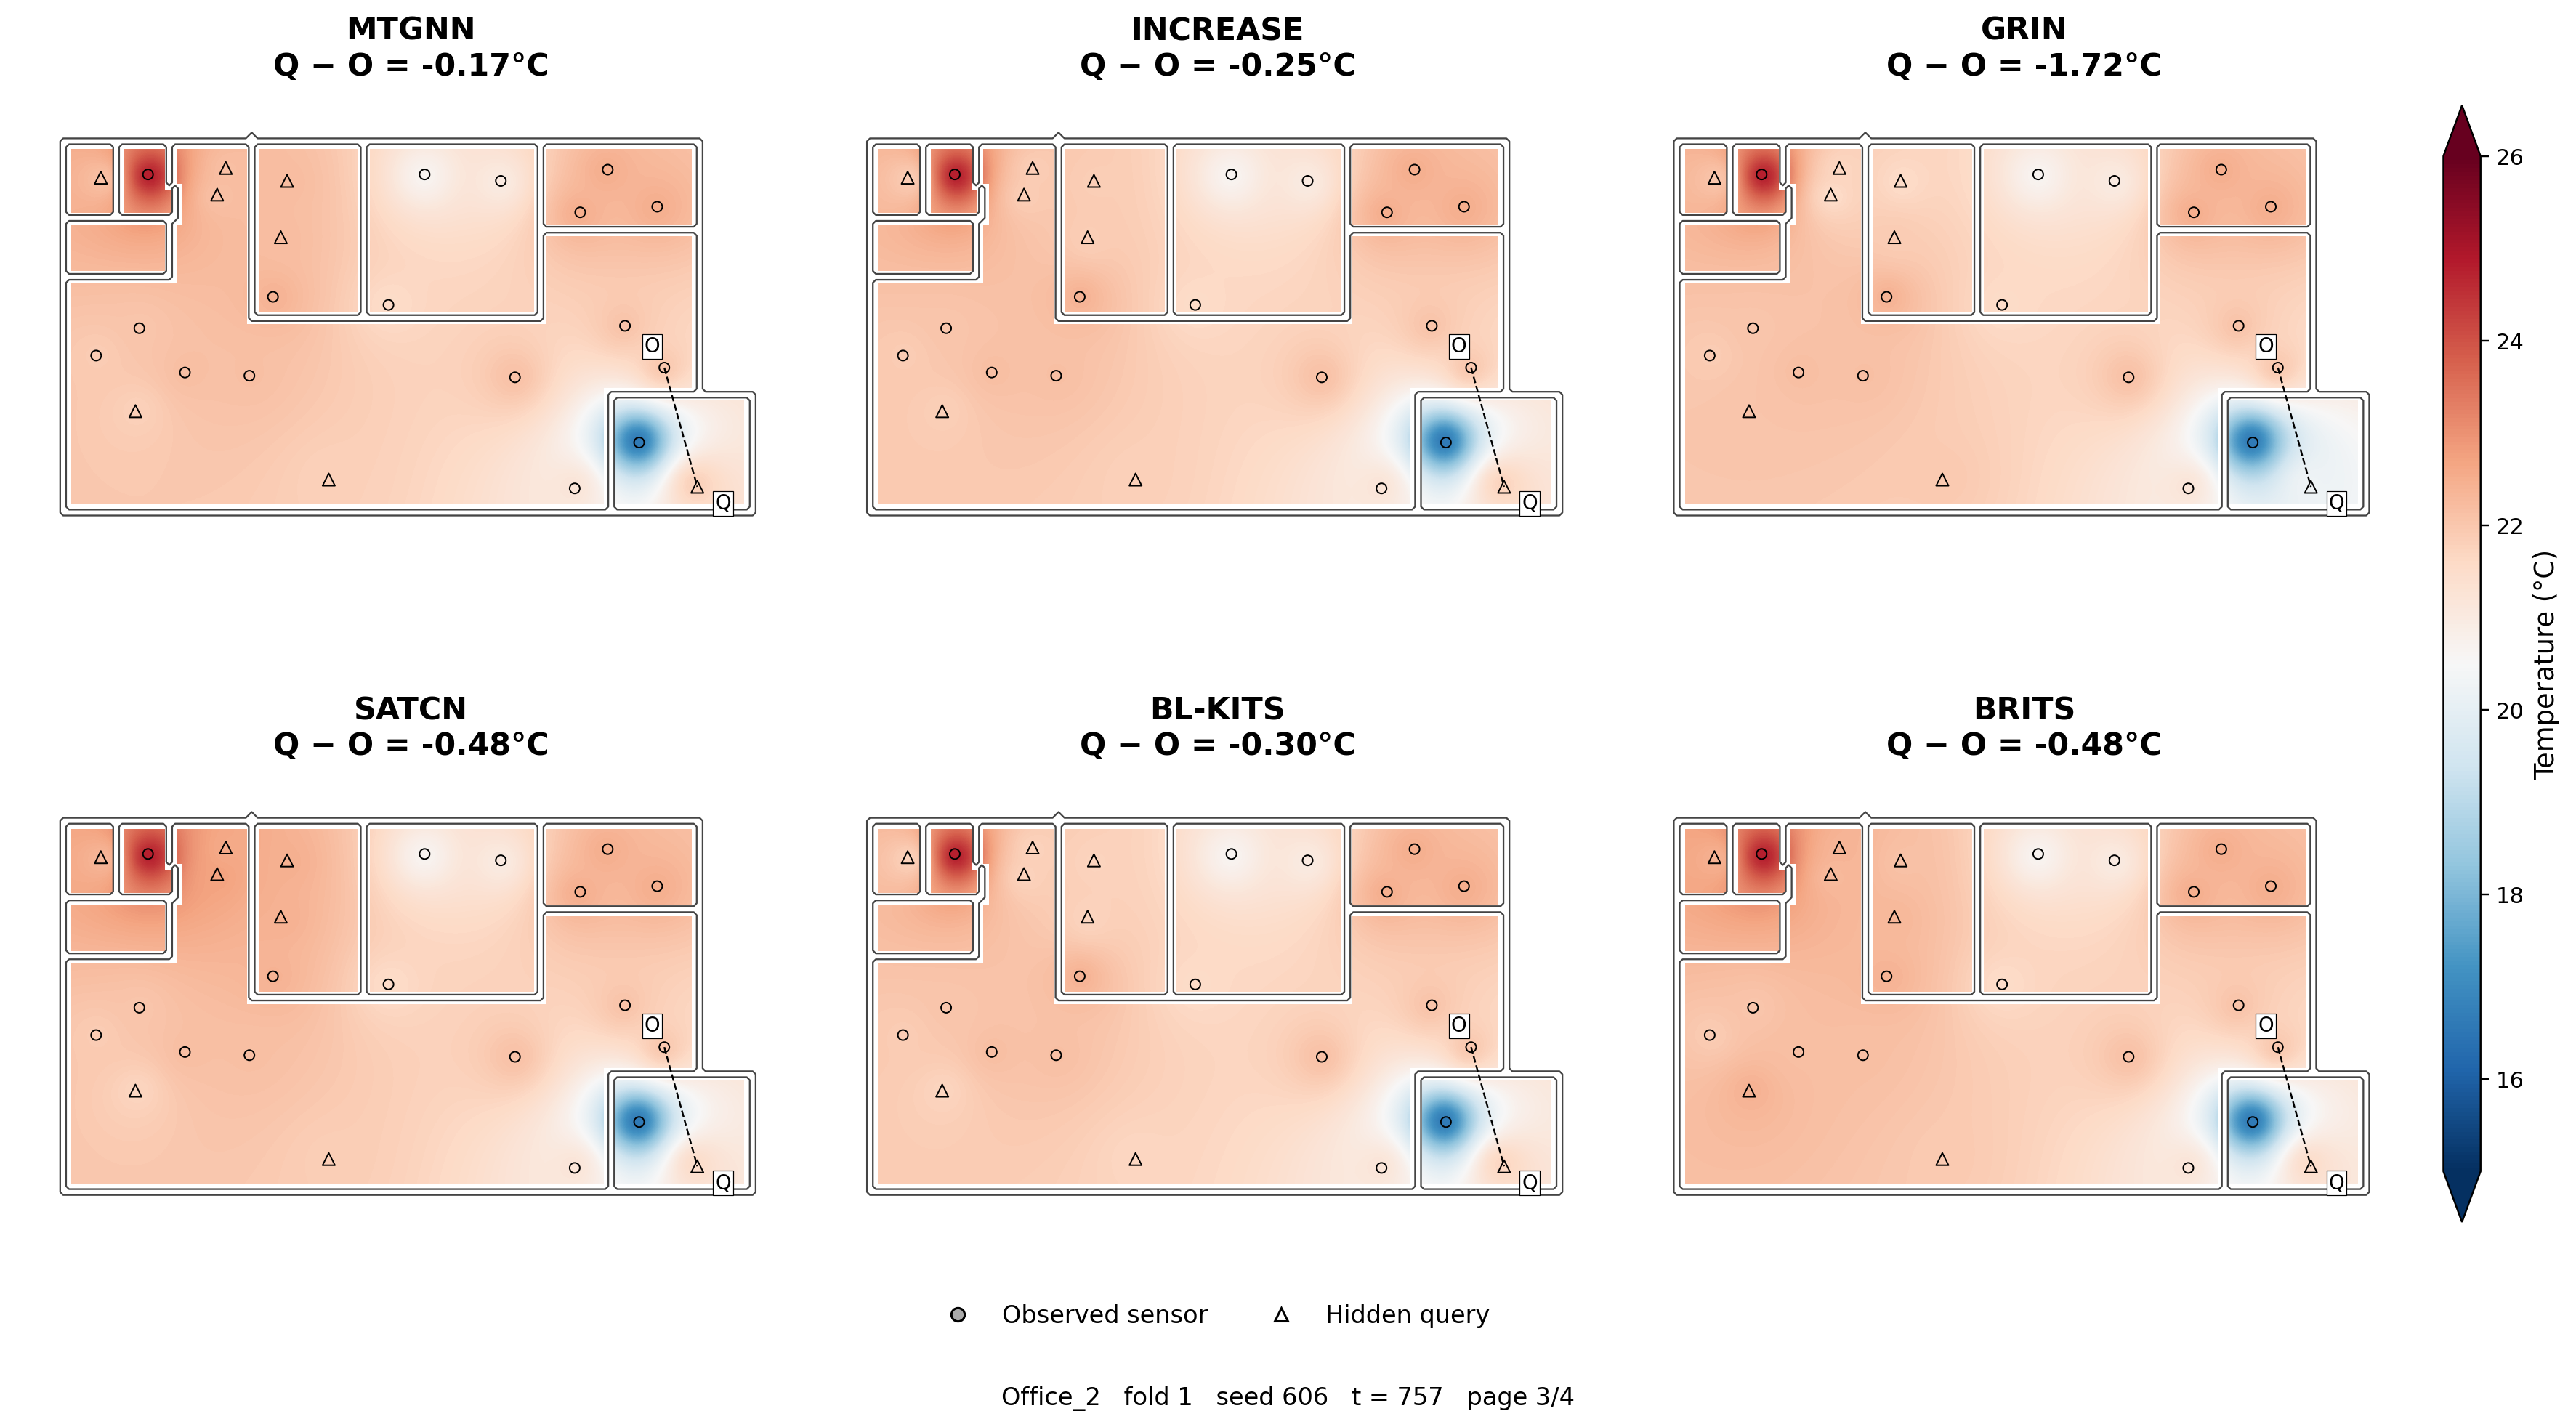 MTGNN
Q − O = -0.17°C
INCREASE
Q − O = -0.25°C
GRIN
Q − O = -1.72°C
O
Q
O
Q
O
Q
SATCN
Q − O = -0.48°C
BL-KITS
Q − O = -0.30°C
BRITS
Q − O = -0.48°C
O
Q
O
Q
O
Q
26
24
22
20
18
16
Temperature (°C)
Observed sensor
Hidden query
Office_2 fold 1 seed 606 t = 757 page 3/4